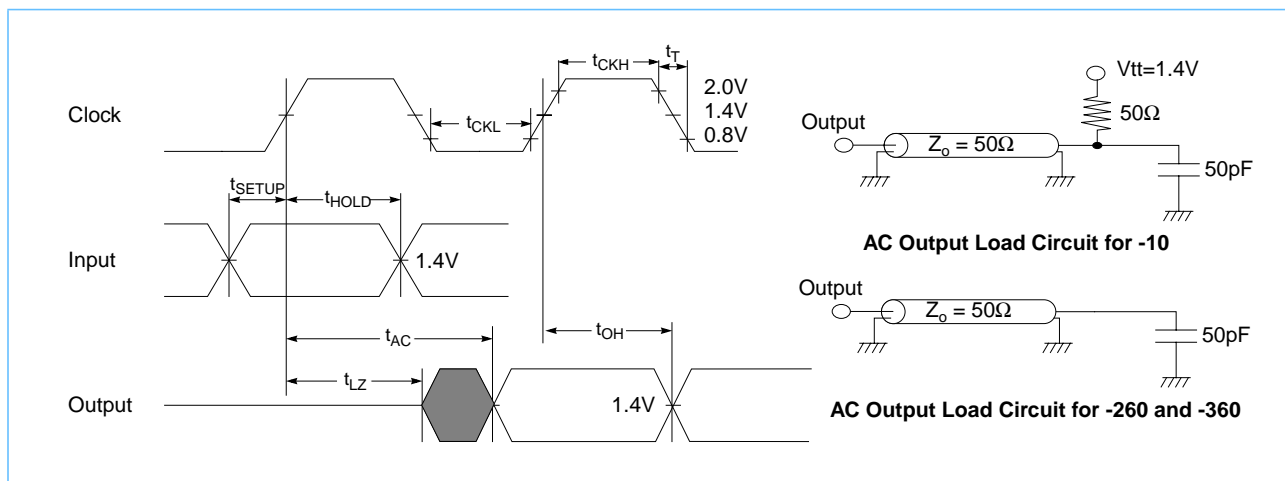 Clock
tCKH
tT
tCKL
2.0V
1.4V
0.8V
tSETUP
tHOLD
Input
1.4V
tAC
tOH
tLZ
Output
1.4V
Vtt=1.4V
50Ω
Output
Zo = 50Ω
50pF
AC Output Load Circuit for -10
Output
Zo = 50Ω
50pF
AC Output Load Circuit for -260 and -360